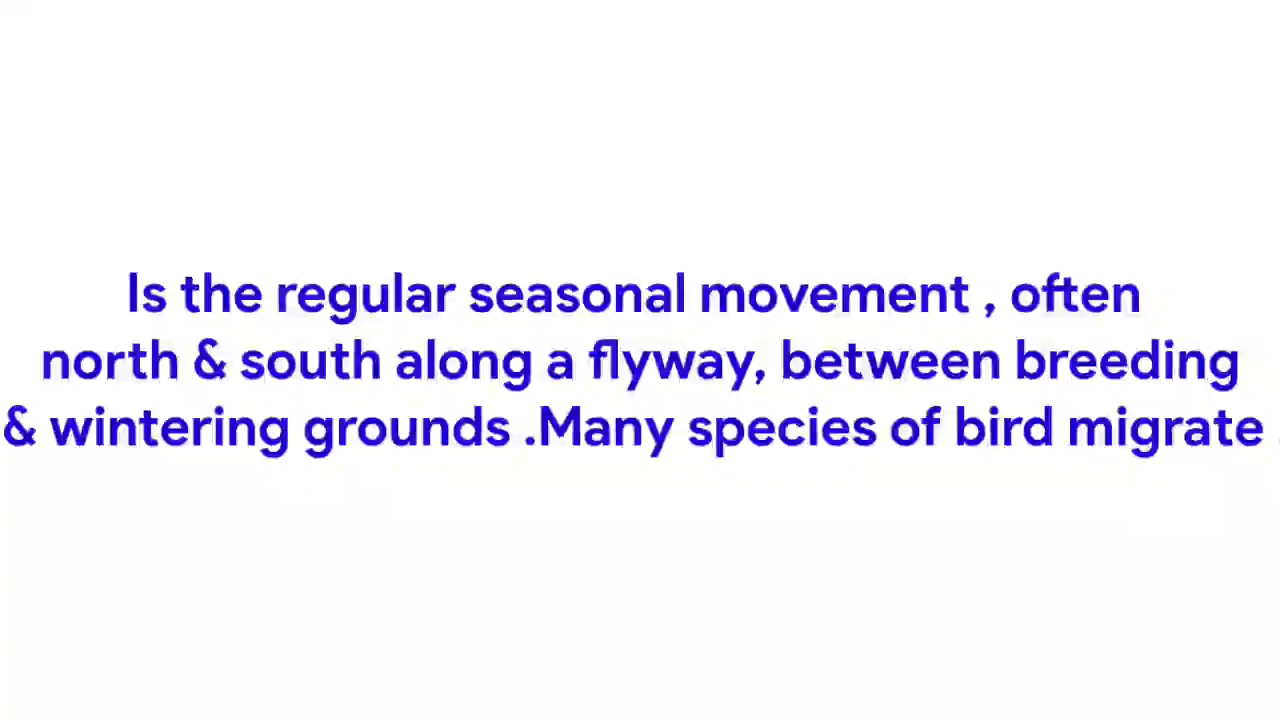 Is the regular seasonal movement , often
north & south along a flyway, between breeding
& wintering grounds .Many species of bird migrate .